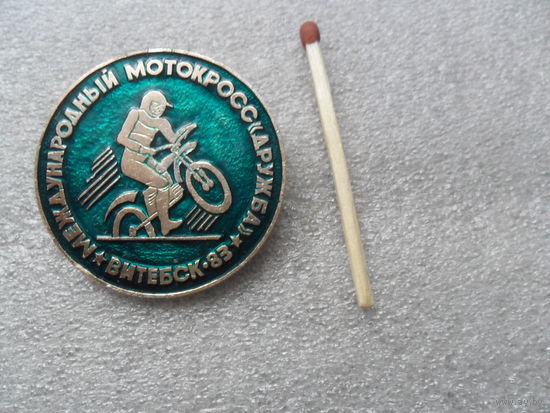 МЕЖДУНАРОДНЫЙ МОТОКРОСС «ДРУЖБА»
★ ВИТЕБСК · 83 ★